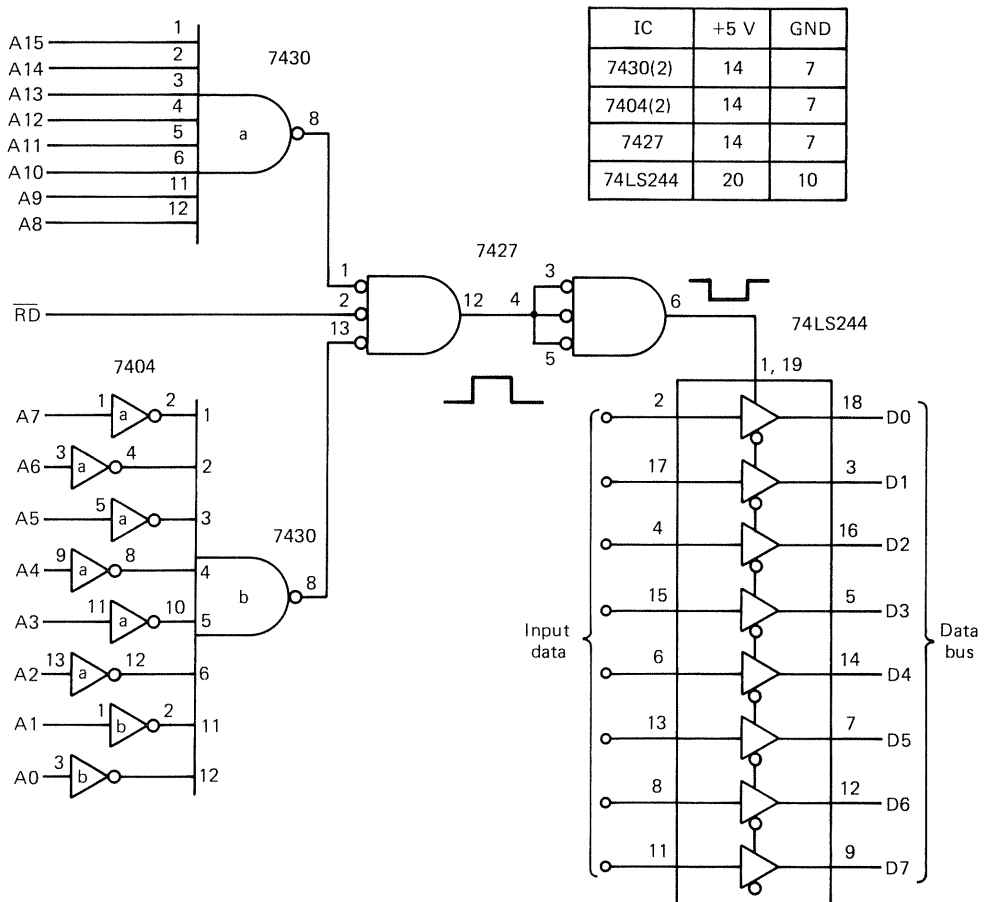 A15 1
A14 2
A13 3
A12 4
A11 5
A10 6
A9 11
A8 12
7430
a
8
IC +5 V GND
7430(2) 14 7
7404(2) 14 7
7427 14 7
74LS244 20 10
7427
RD
1
2
13
12
4
3
5
6
74LS244
1, 19
7404
A7 1 a 2 1
A6 3 a 4 2
A5 5 a 3
A4 9 a 8 4
A3 11 a 10 5
A2 13 a 12 6
A1 1 b 2 11
A0 3 b 12
7430
b
8
Input
data
2 18 D0
17 3 D1
4 16 D2
15 5 D3
6 14 D4
13 7 D5
8 12 D6
11 9 D7
Data
bus